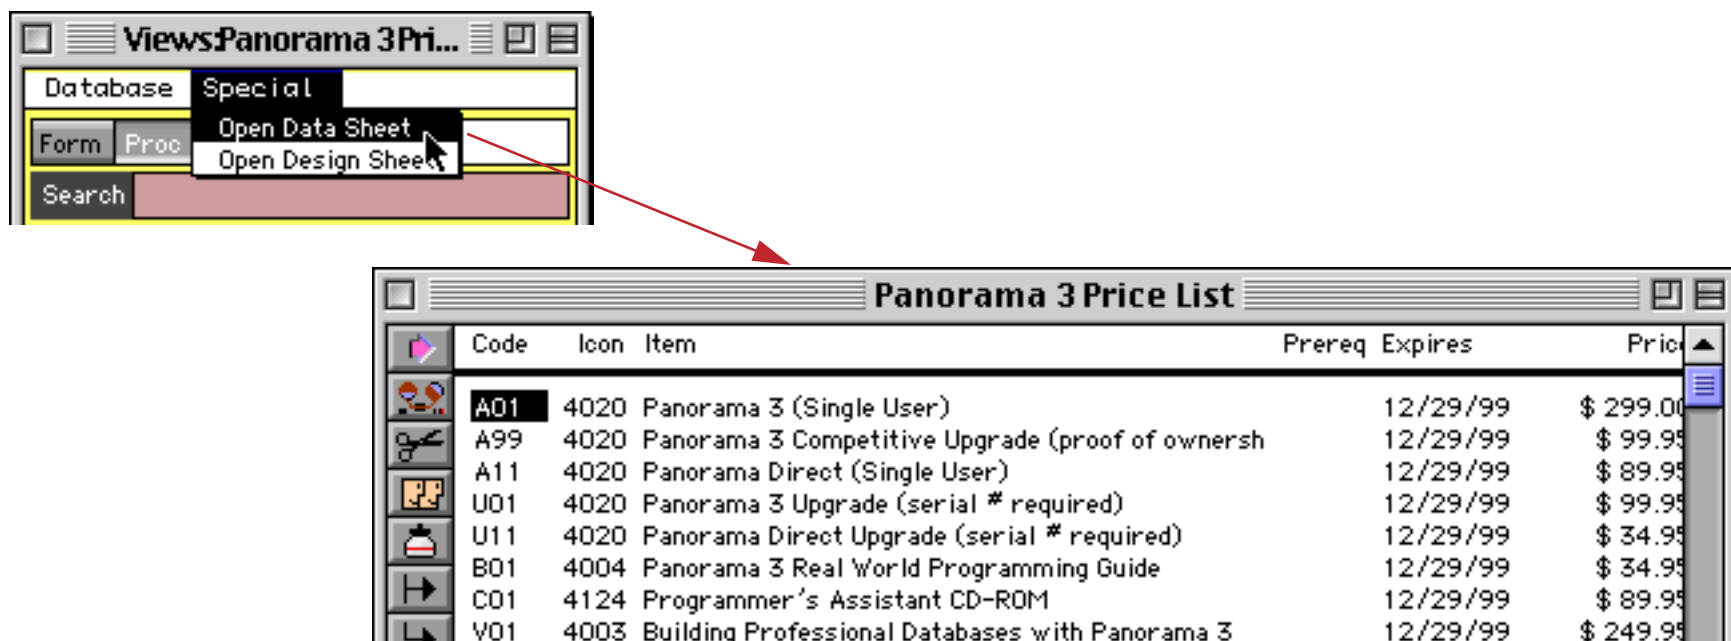 Views:Panorama 3 Pri...
Database Special
Open Data Sheet
Form Proc
Open Design Shee
Search
Panorama 3 Price List
Code Icon Item Prereq Expires Pric
A01 4020 Panorama 3 (Single User) 12/29/99 $ 299.00
A99 4020 Panorama 3 Competitive Upgrade (proof of ownersh 12/29/99 $ 99.95
A11 4020 Panorama Direct (Single User) 12/29/99 $ 89.95
U01 4020 Panorama 3 Upgrade (serial # required) 12/29/99 $ 99.95
U11 4020 Panorama Direct Upgrade (serial # required) 12/29/99 $ 34.95
B01 4004 Panorama 3 Real World Programming Guide 12/29/99 $ 34.95
C01 4124 Programmer's Assistant CD-ROM 12/29/99 $ 89.95
V01 4003 Building Professional Databases with Panorama 3 12/29/99 $ 249.95